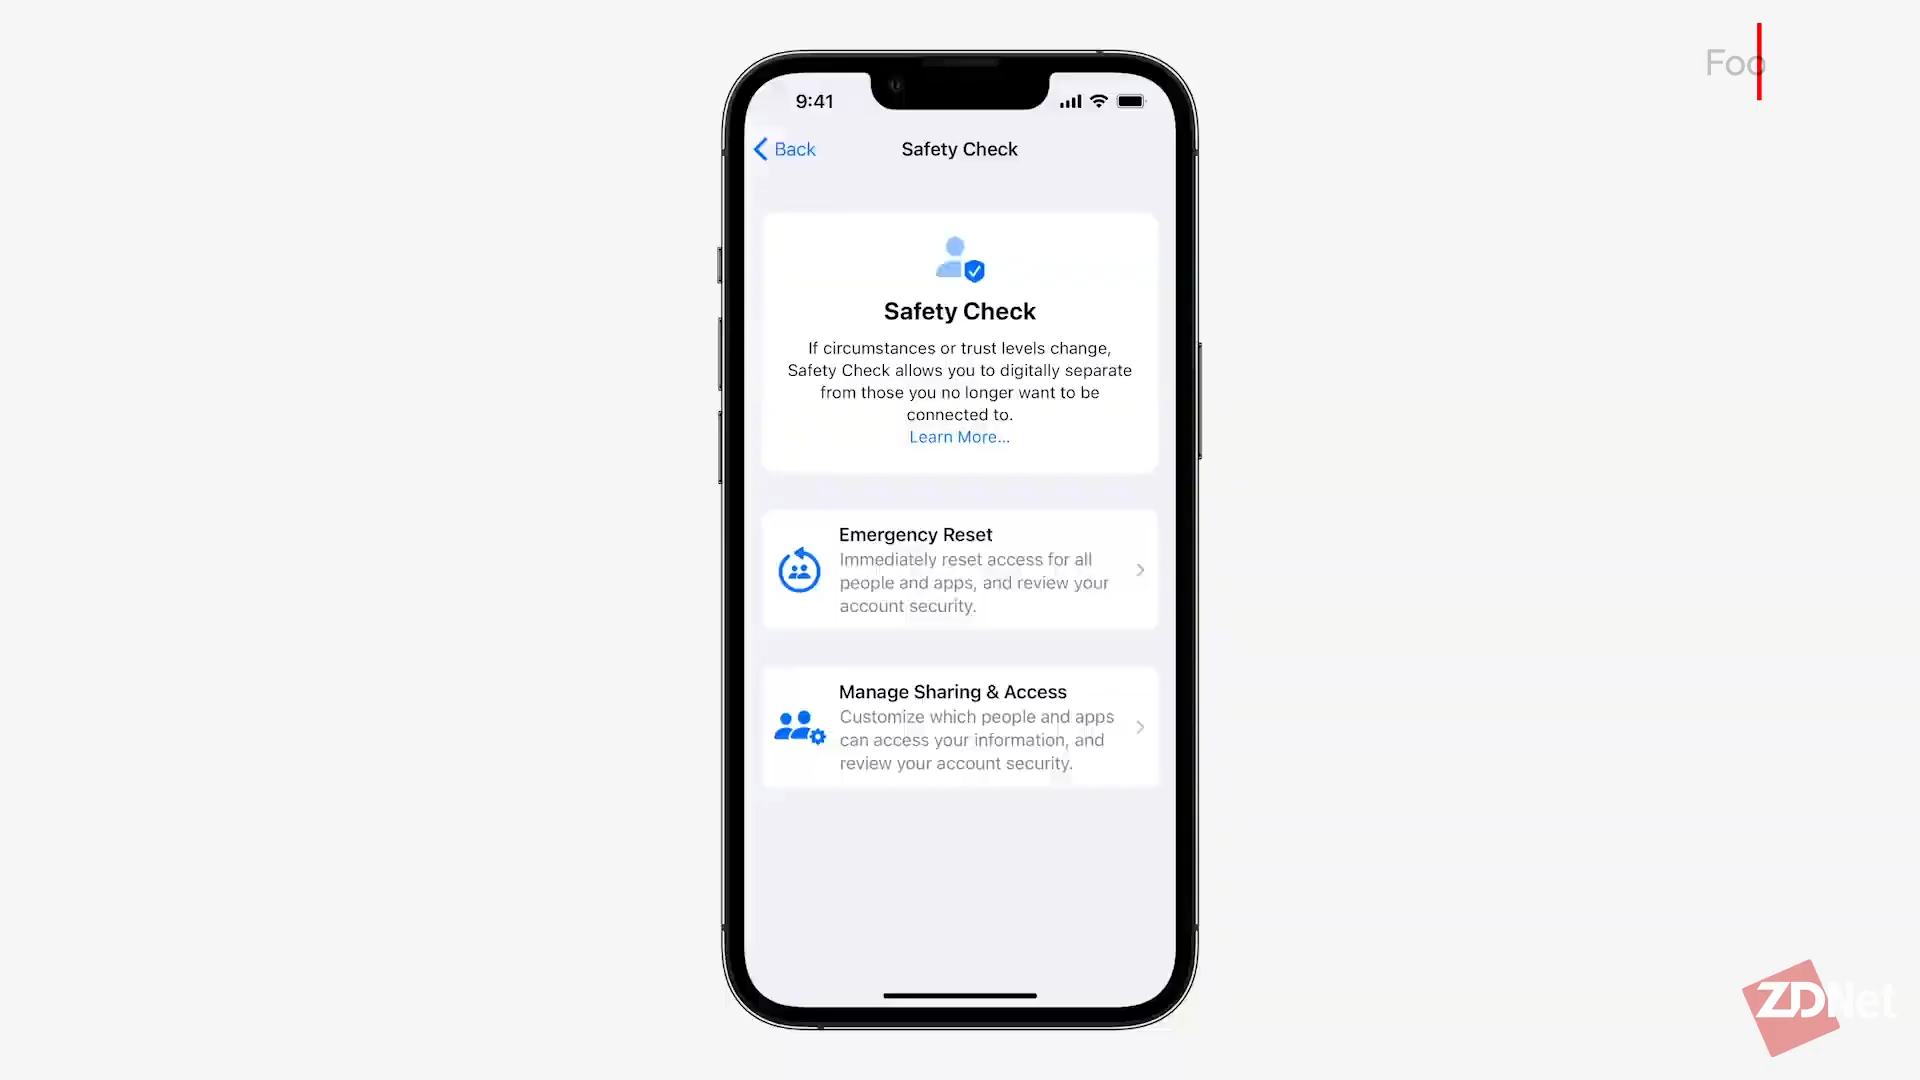 Foo
9:41
Back
Safety Check
Safety Check
If circumstances or trust levels change,
Safety Check allows you to digitally separate
from those you no longer want to be
connected to.
Learn More...
Emergency Reset
Immediately reset access for all
people and apps, and review your
account security.
Manage Sharing & Access
Customize which people and apps
can access your information, and
review your account security.
ZDNet